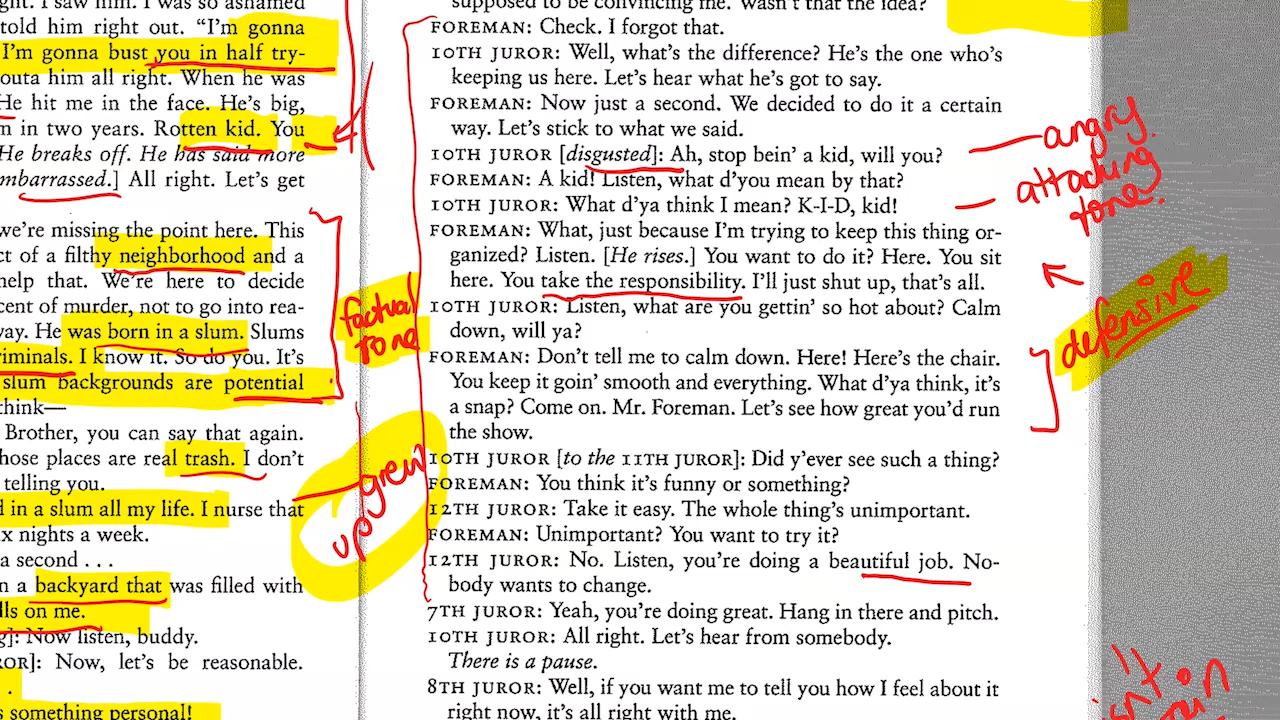 ght. I saw him. I was so ashamed
told him right out. “I’m gonna
I’m gonna bust you in half try-
outa him all right. When he was
He hit me in the face. He’s big,
m in two years. Rotten kid. You
He breaks off. He has said more
mbarrassed.] All right. Let’s get
we’re missing the point here. This
ct of a filthy neighborhood and a
help that. We’re here to decide
cent of murder, not to go into rea-
way. He was born in a slum. Slums
riminals. I know it. So do you. It’s
slum backgrounds are potential
think—
Brother, you can say that again.
hose places are real trash. I don’t
telling you.
d in a slum all my life. I nurse that
ix nights a week.
a second . . .
n a backyard that was filled with
lls on me.
g]: Now listen, buddy.
ROR]: Now, let’s be reasonable.
.
s something personal!
factual
tone
grew
up
supposed to be convincing me. Wasn’t that the idea?
FOREMAN: Check. I forgot that.
10TH JUROR: Well, what’s the difference? He’s the one who’s
keeping us here. Let’s hear what he’s got to say.
FOREMAN: Now just a second. We decided to do it a certain
way. Let’s stick to what we said.
10TH JUROR [disgusted]: Ah, stop bein’ a kid, will you?
FOREMAN: A kid! Listen, what d’you mean by that?
10TH JUROR: What d’ya think I mean? K-I-D, kid!
FOREMAN: What, just because I’m trying to keep this thing or-
ganized? Listen. [He rises.] You want to do it? Here. You sit
here. You take the responsibility. I’ll just shut up, that’s all.
10TH JUROR: Listen, what are you gettin’ so hot about? Calm
down, will ya?
FOREMAN: Don’t tell me to calm down. Here! Here’s the chair.
You keep it goin’ smooth and everything. What d’ya think, it’s
a snap? Come on. Mr. Foreman. Let’s see how great you’d run
the show.
10TH JUROR [to the 11TH JUROR]: Did y’ever see such a thing?
FOREMAN: You think it’s funny or something?
12TH JUROR: Take it easy. The whole thing’s unimportant.
FOREMAN: Unimportant? You want to try it?
12TH JUROR: No. Listen, you’re doing a beautiful job. No-
body wants to change.
7TH JUROR: Yeah, you’re doing great. Hang in there and pitch.
10TH JUROR: All right. Let’s hear from somebody.
There is a pause.
8TH JUROR: Well, if you want me to tell you how I feel about it
right now, it’s all right with me.
angry.
attacking
tone.
defensive